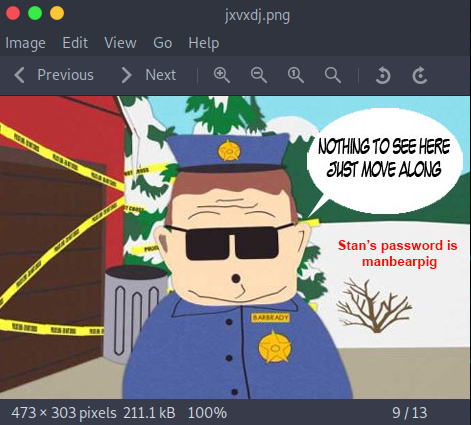 jxvxdj.png
Image Edit View Go Help
Previous Next
NOTHING TO SEE HERE
JUST MOVE ALONG
Stan's password is
manbearpig
BARBRADY
473 × 303 pixels 211.1 kB 100% 9 / 13